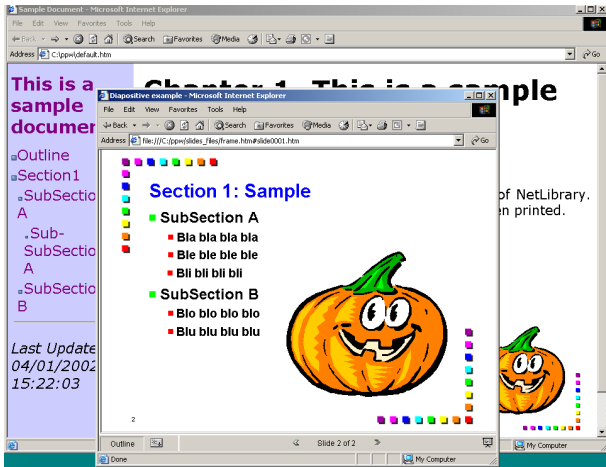 Sample Document - Microsoft Internet Explorer
File Edit View Favorites Tools Help
Back Search Favorites Media
Address C:\ppw\default.htm Go
This is a
sample
documen
Outline
Section1
SubSectio
A
Sub-
SubSectio
A
SubSectio
B
Last Update
04/01/2002
15:22:03
Chapter 1. This is a sample
of NetLibrary.
en printed.
My Computer
Diapositive example - Microsoft Internet Explorer
File Edit View Favorites Tools Help
Back Search Favorites Media
Address file:///C:/ppw/slides_files/frame.htm#slide0001.htm Go
Section 1: Sample
SubSection A
Bla bla bla bla
Ble ble ble ble
Bli bli bli bli
SubSection B
Blo blo blo blo
Blu blu blu blu
2
Outline Slide 2 of 2
Done My Computer